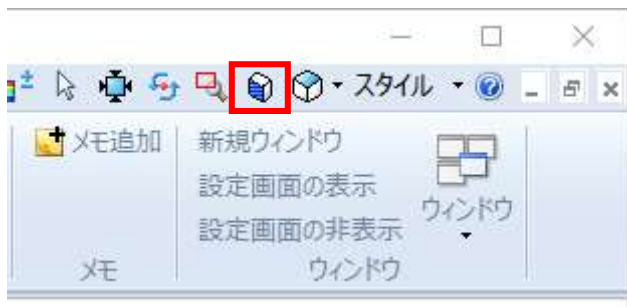 スタイル
メモ追加
新規ウィンドウ
設定画面の表示
設定画面の非表示
ウィンドウ
メモ
ウィンドウ